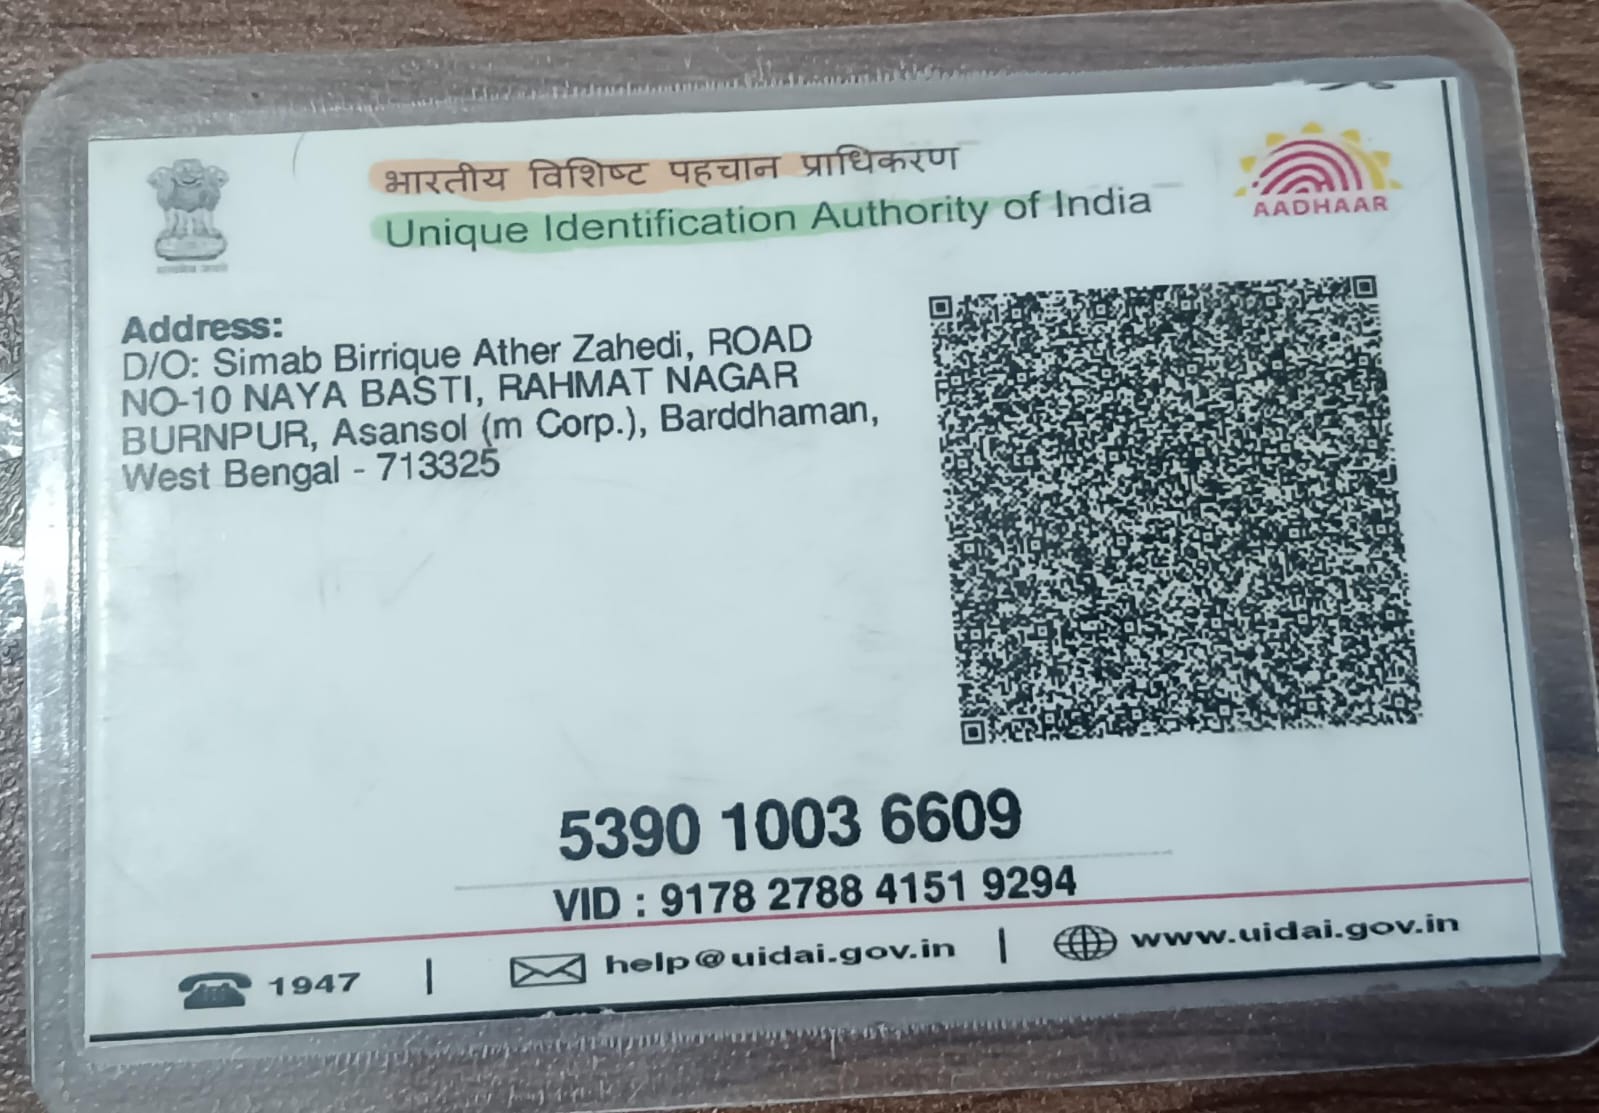 भारतीय विशिष्ट पहचान प्राधिकरण
Unique Identification Authority of India
AADHAAR
Address:
D/O: Simab Birrique Ather Zahedi, ROAD
NO-10 NAYA BASTI, RAHMAT NAGAR
BURNPUR, Asansol (m Corp.), Barddhaman,
West Bengal - 713325
5390 1003 6609
VID : 9178 2788 4151 9294
1947 | help@uidai.gov.in | www.uidai.gov.in